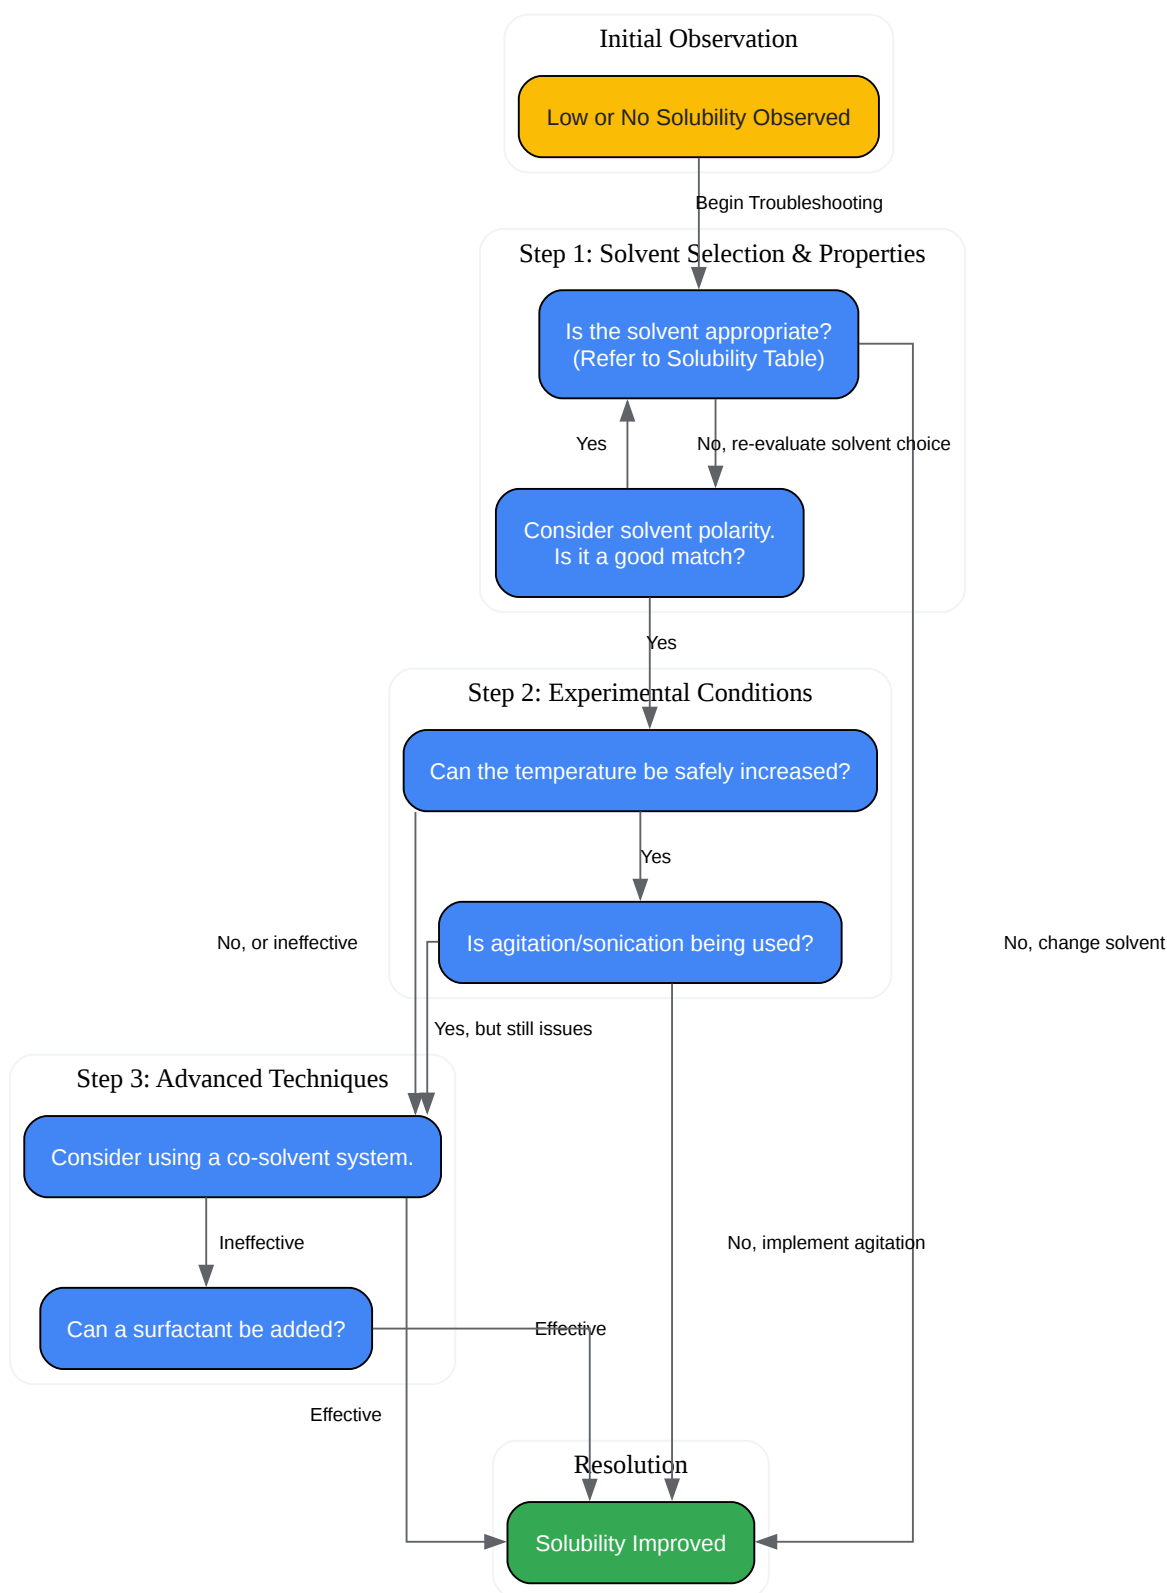 Initial Observation
Low or No Solubility Observed
Begin Troubleshooting
Step 1: Solvent Selection & Properties
Is the solvent appropriate?
(Refer to Solubility Table)
Yes
No, re-evaluate solvent choice
Consider solvent polarity.
Is it a good match?
Yes
Step 2: Experimental Conditions
Can the temperature be safely increased?
Yes
No, or ineffective
Is agitation/sonication being used?
No, change solvent
Yes, but still issues
Step 3: Advanced Techniques
Consider using a co-solvent system.
Ineffective
No, implement agitation
Can a surfactant be added?
Effective
Effective
Resolution
Solubility Improved